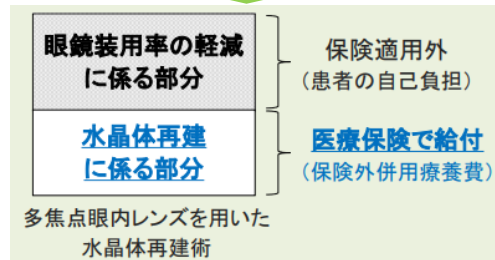 眼鏡装用率の軽減
に係る部分
保険適用外
(患者の自己負担)
水晶体再建
に係る部分
医療保険で給付
(保険外併用療養費)
多焦点眼内レンズを用いた
水晶体再建術